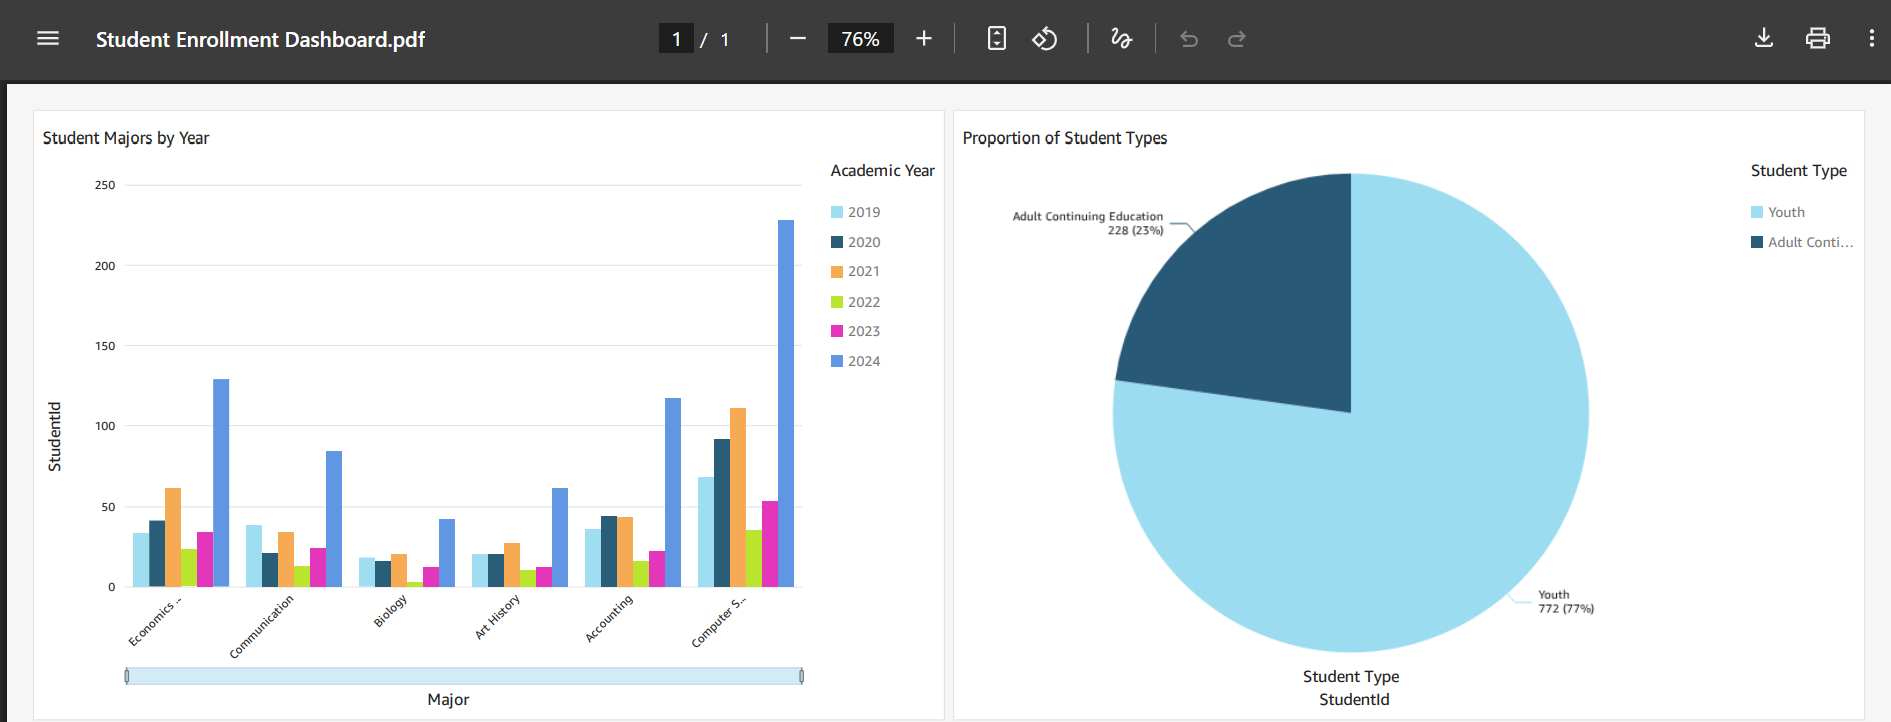 Student Enrollment Dashboard.pdf
1 / 1
76%
Student Majors by Year
Academic Year
2019
2020
2021
2022
2023
2024
250
200
150
100
50
0
StudentId
Economics ...
Communication
Biology
Art History
Accounting
Computer S...
Major
Proportion of Student Types
Student Type
Youth
Adult Conti...
Adult Continuing Education
228 (23%)
Youth
772 (77%)
Student Type
StudentId